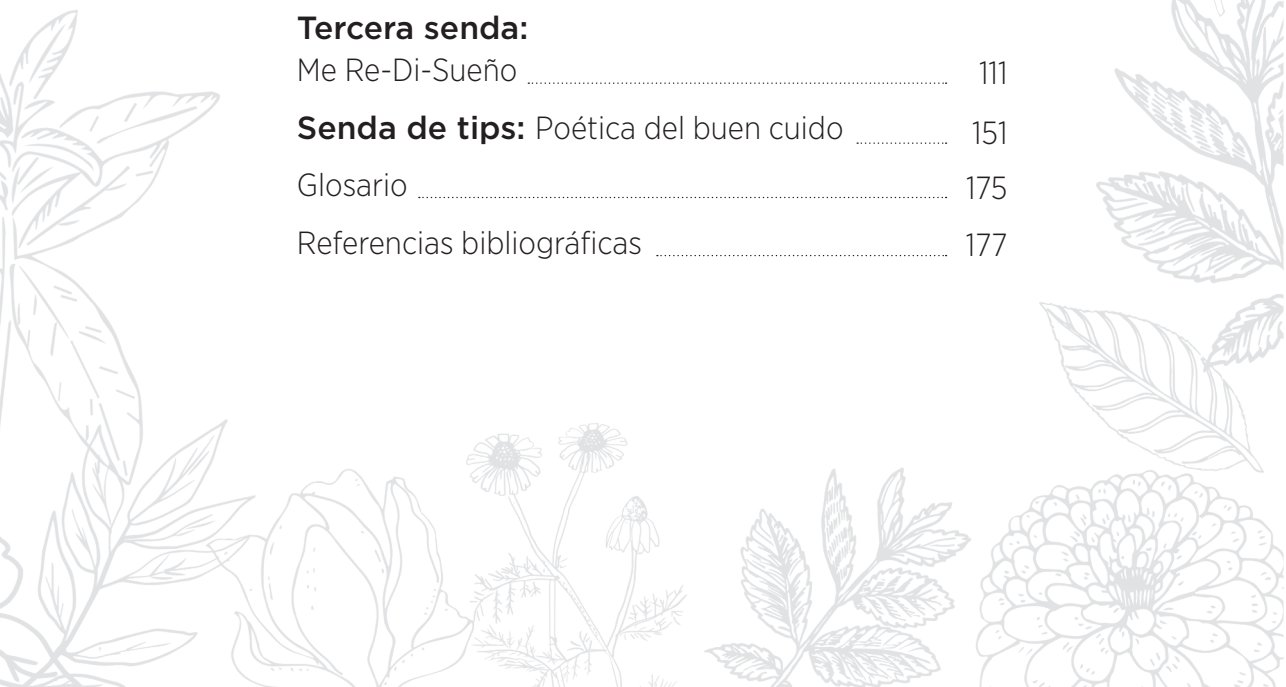 Tercera senda:
Me Re-Di-Sueño 111
Senda de tips: Poética del buen cuido 151
Glosario 175
Referencias bibliográficas 177